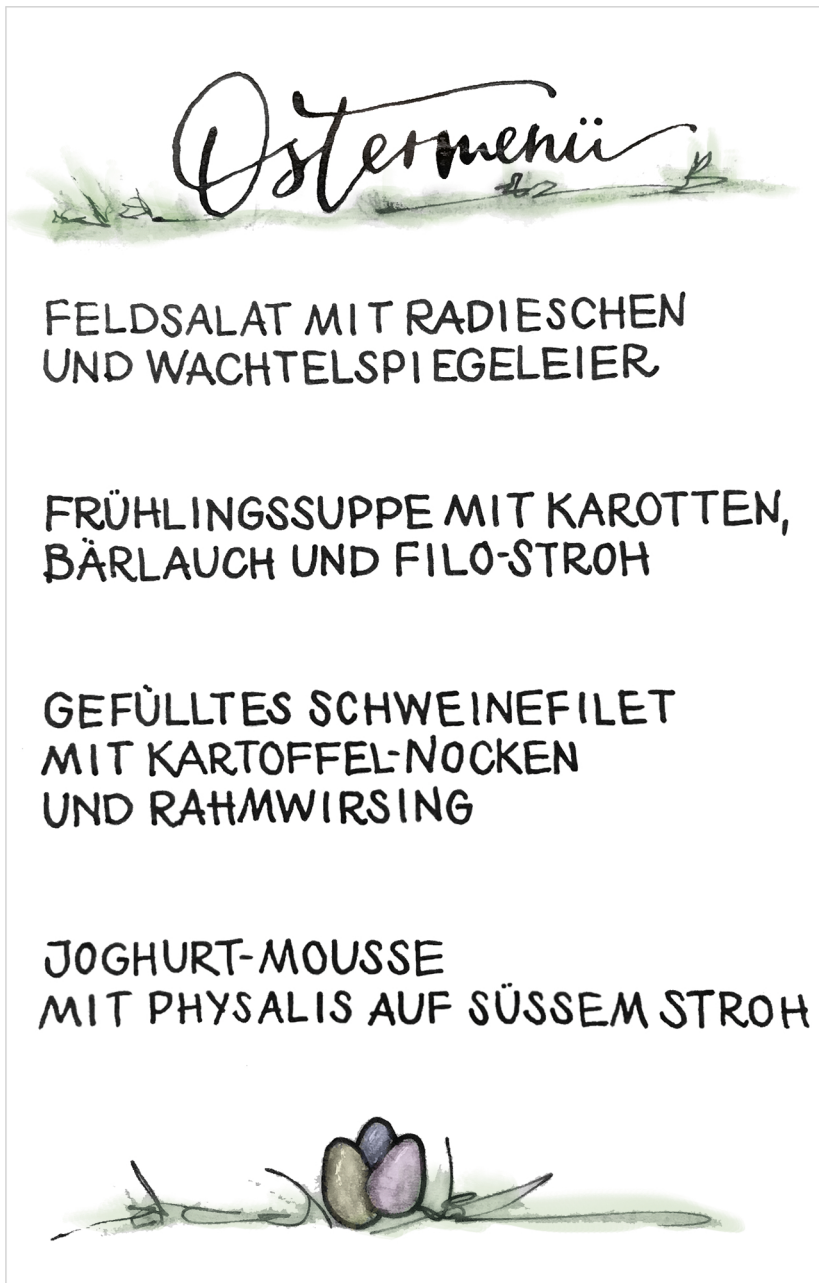 Ostermenü
FELDSALAT MIT RADIESCHEN
UND WACHTELSPIEGELEIER
FRÜHLINGSSUPPE MIT KAROTTEN,
BÄRLAUCH UND FILO-STROH
GEFÜLLTES SCHWEINEFILET
MIT KARTOFFEL-NOCKEN
UND RAHMWIRSING
JOGHURT-MOUSSE
MIT PHYSALIS AUF SÜSSEM STROH